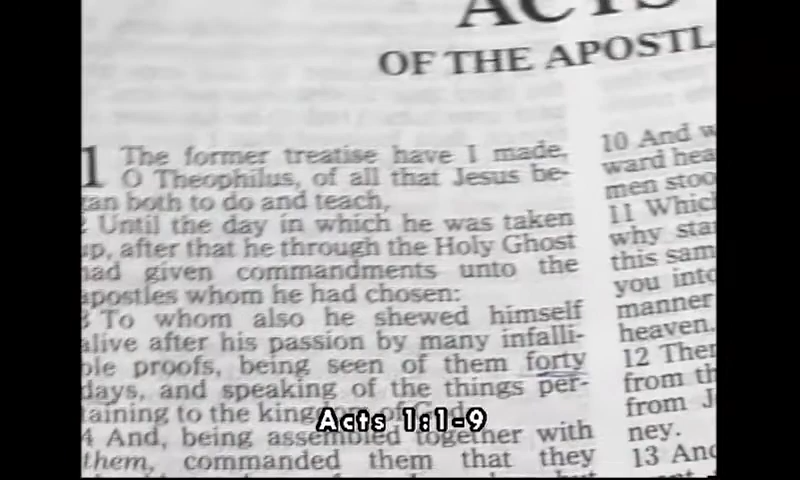 ACTS
OF THE APOSTL
1 The former treatise have I made,
O Theophilus, of all that Jesus be-
gan both to do and teach,
2 Until the day in which he was taken
up, after that he through the Holy Ghost
had given commandments unto the
apostles whom he had chosen:
3 To whom also he shewed himself
alive after his passion by many infalli-
ble proofs, being seen of them forty
days, and speaking of the things per-
taining to the kingdom of God:
4 And, being assembled together with
them, commanded them that they
10 And w
ward hea
men stoo
11 Which
why sta
this sam
you into
manner
heaven.
12 Then
from th
from J
ney.
13 And
Acts 1:1-9